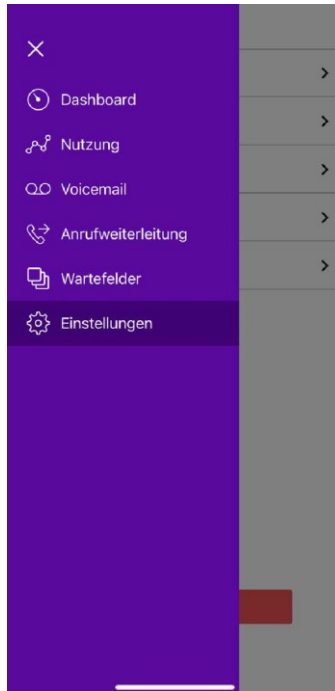 Dashboard
Nutzung
Voicemail
Anrufweiterleitung
Wartefelder
Einstellungen